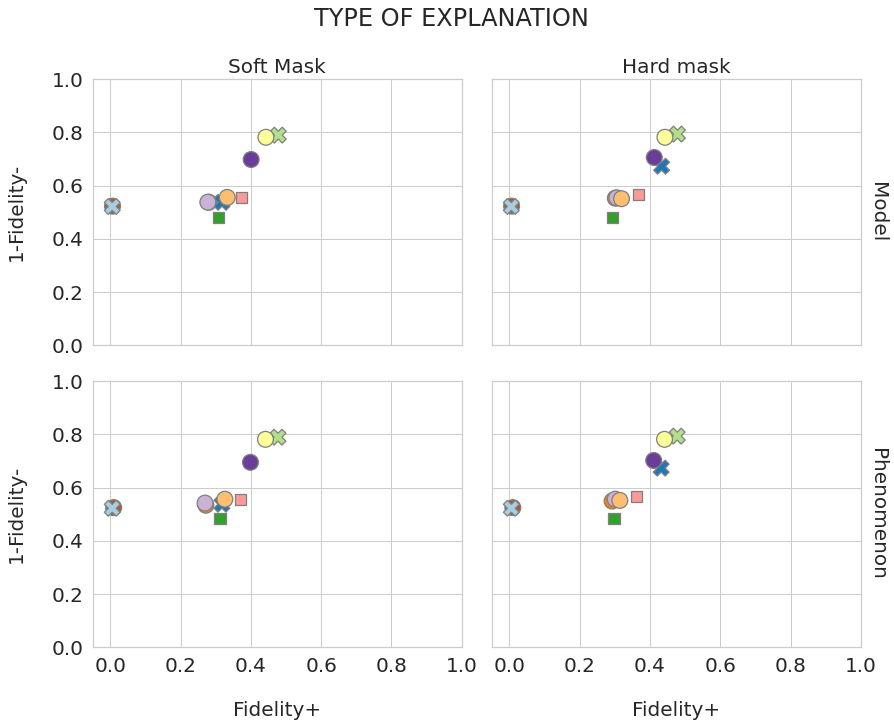 TYPE OF EXPLANATION
Soft Mask
Hard mask
1.0
0.8
0.6
0.4
0.2
0.0
1-Fidelity-
Model
1.0
0.8
0.6
0.4
0.2
0.0
1-Fidelity-
Phenomenon
0.0 0.2 0.4 0.6 0.8 1.0
0.0 0.2 0.4 0.6 0.8 1.0
Fidelity+
Fidelity+